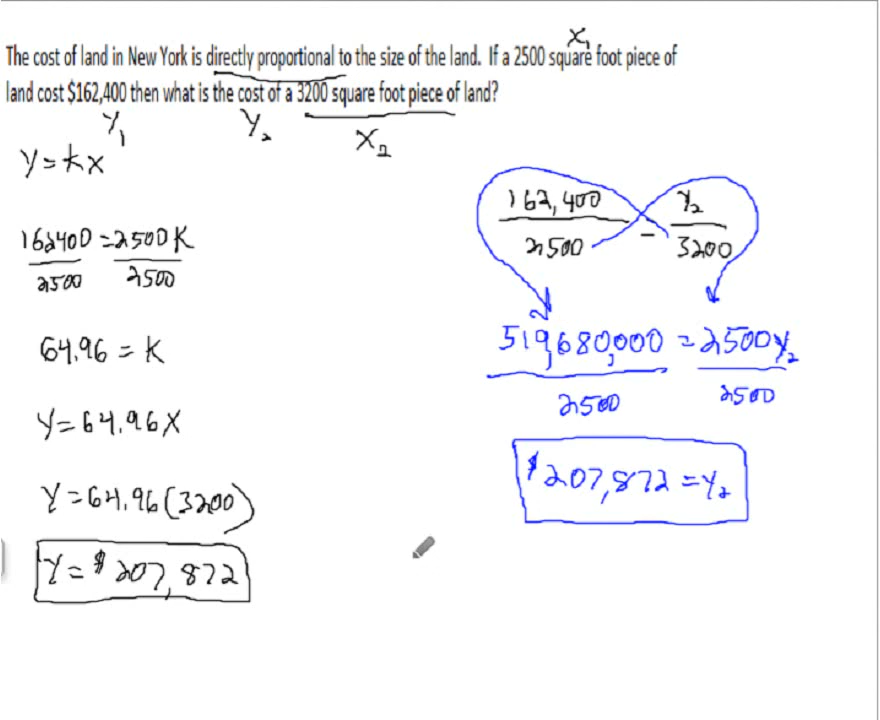 X₁
The cost of land in New York is directly proportional to the size of the land. If a 2500 square foot piece of
land cost $162,400 then what is the cost of a 3200 square foot piece of land?
Y₁ Y₂ X₂
Y=kx
162400=2500K
2500 2500
64.96=K
Y=64.96X
Y=64.96(3200)
Y=$207,872
162,400 = Y₂
2500 3200
519,680,000=2500Y₂
2500 2500
$207,872=Y₂